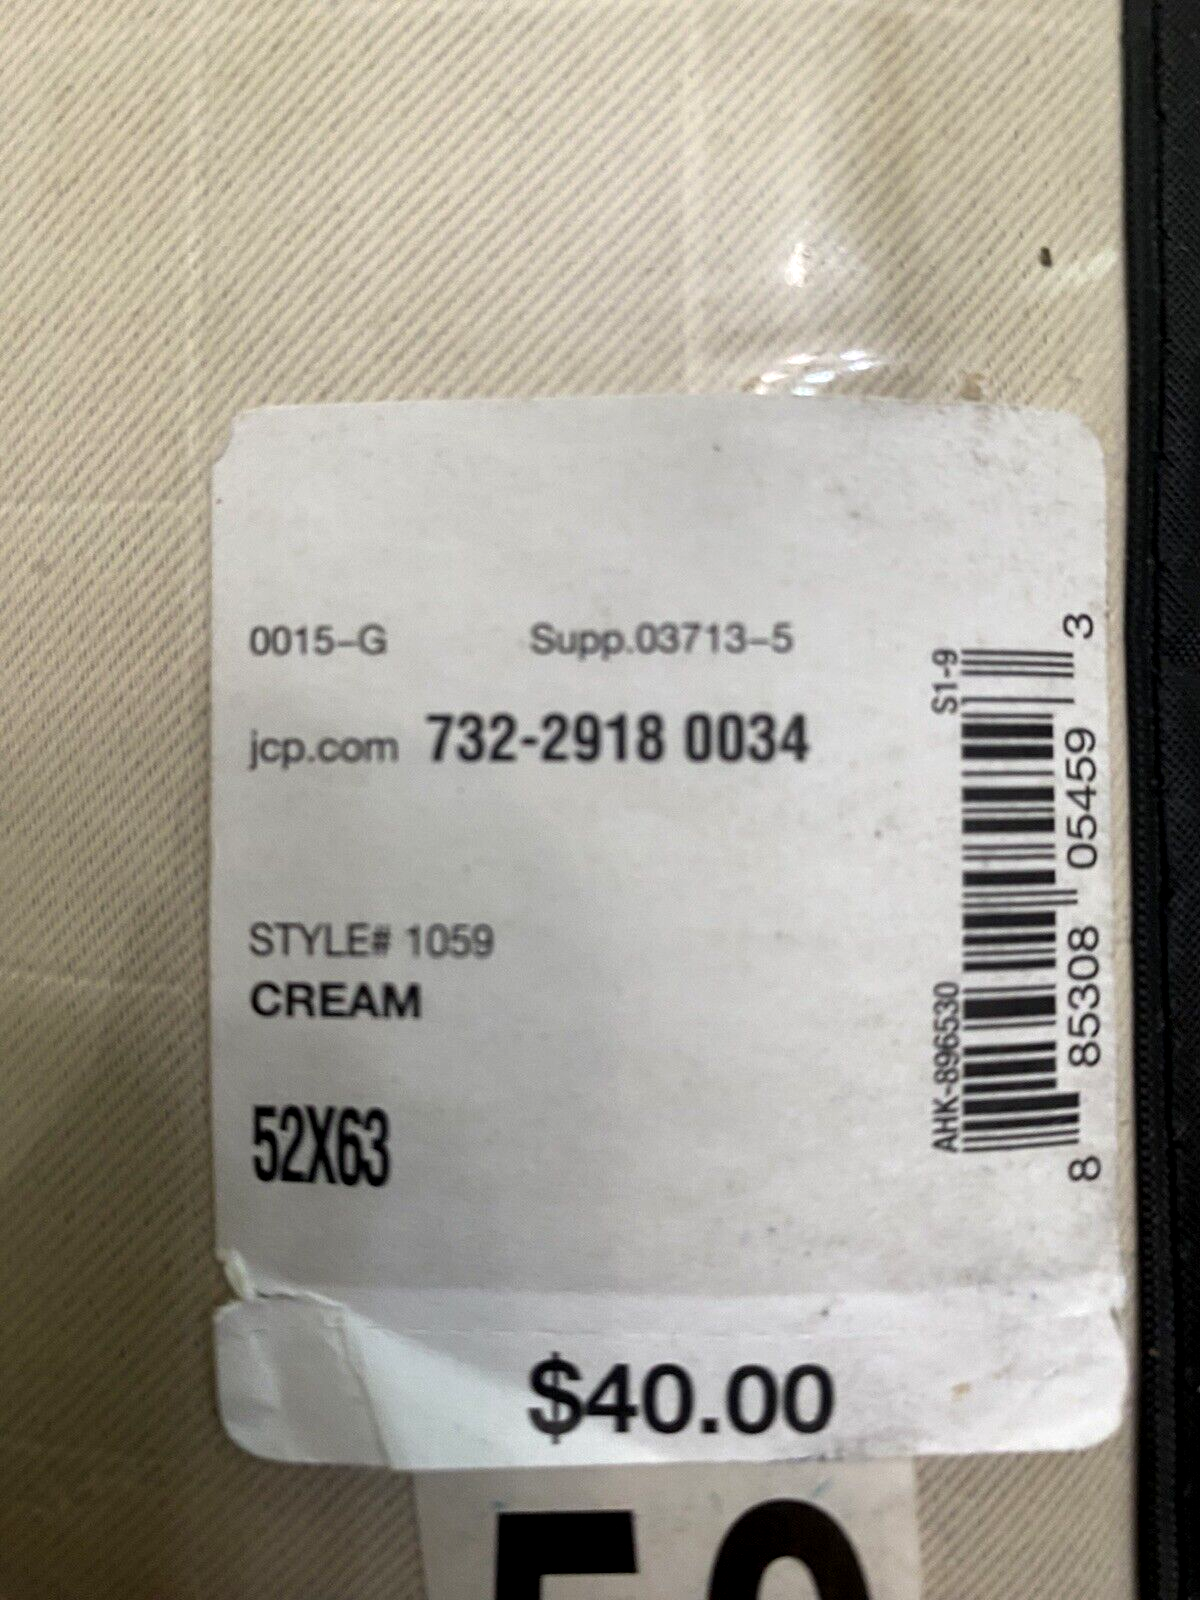 0015-G Supp.03713-5
jcp.com 732-2918 0034
STYLE# 1059
CREAM
52X63
S1-9
AHK-896530
8 85308 05459 3
$40.00